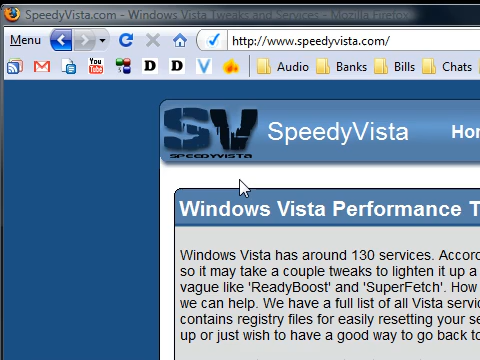 SpeedyVista.com - Windows Vista Tweaks and Services - Mozilla Firefox
Menu
http://www.speedyvista.com/
You Tube D D V Audio Banks Bills Chats
SV SpeedyVista Ho
SPEEDYVISTA
Windows Vista Performance T
Windows Vista has around 130 services. Accor
so it may take a couple tweaks to lighten it up a
vague like 'ReadyBoost' and 'SuperFetch'. How
we can help. We have a full list of all Vista servi
contains registry files for easily resetting your se
up or just wish to have a good way to go back to